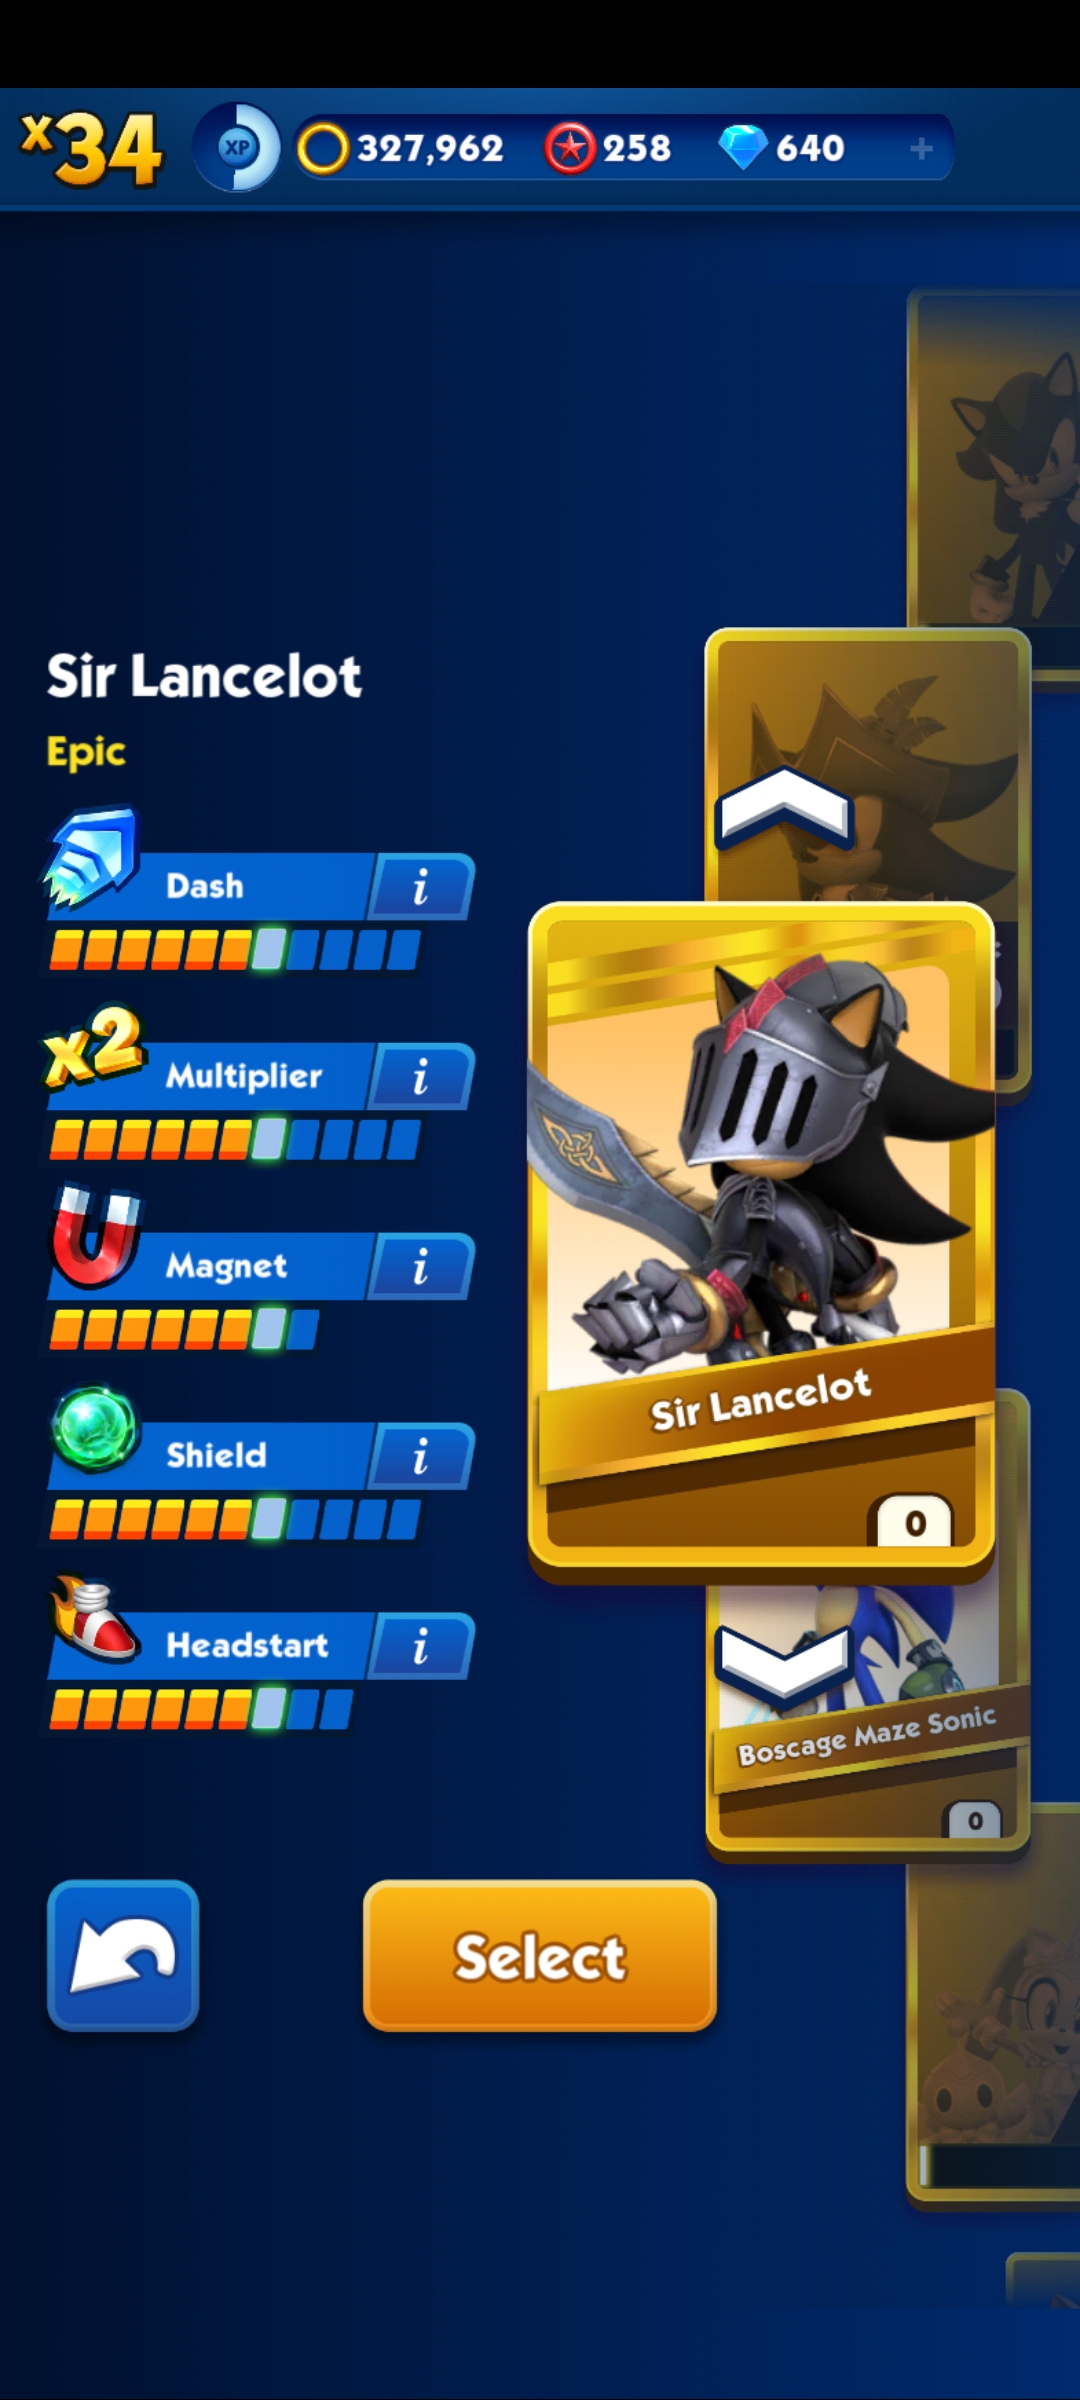 x34
XP
327,962
258
640
+
Sir Lancelot
Epic
Dash
i
x2
Multiplier
i
Magnet
i
Shield
i
Headstart
i
Sir Lancelot
0
Boscage Maze Sonic
0
Select